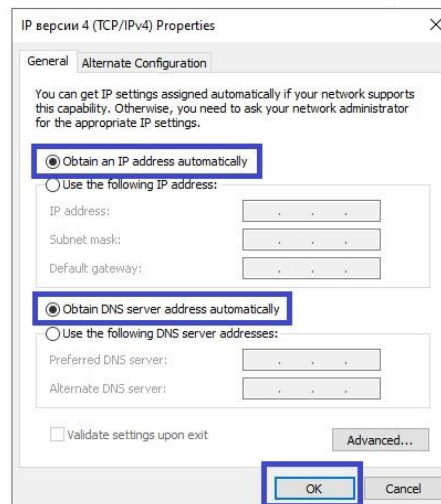 IP версии 4 (TCP/IPv4) Properties
General
Alternate Configuration
You can get IP settings assigned automatically if your network supports
this capability. Otherwise, you need to ask your network administrator
for the appropriate IP settings.
Obtain an IP address automatically
Use the following IP address:
IP address:
Subnet mask:
Default gateway:
Obtain DNS server address automatically
Use the following DNS server addresses:
Preferred DNS server:
Alternate DNS server:
Validate settings upon exit
Advanced...
OK
Cancel